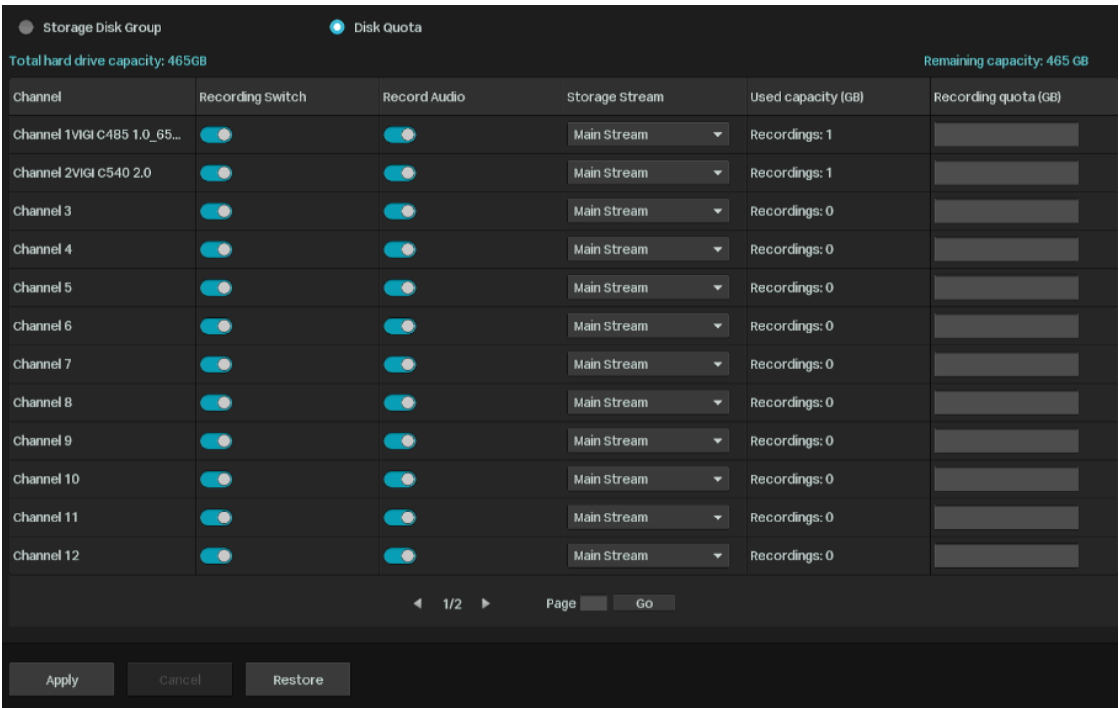 Storage Disk Group Disk Quota
Total hard drive capacity: 465GB Remaining capacity: 465 GB
Channel Recording Switch Record Audio Storage Stream Used capacity (GB) Recording quota (GB)
Channel 1VIGI C485 1.0_65... Main Stream Recordings: 1
Channel 2VIGI C540 2.0 Main Stream Recordings: 1
Channel 3 Main Stream Recordings: 0
Channel 4 Main Stream Recordings: 0
Channel 5 Main Stream Recordings: 0
Channel 6 Main Stream Recordings: 0
Channel 7 Main Stream Recordings: 0
Channel 8 Main Stream Recordings: 0
Channel 9 Main Stream Recordings: 0
Channel 10 Main Stream Recordings: 0
Channel 11 Main Stream Recordings: 0
Channel 12 Main Stream Recordings: 0
1/2 Page Go
Apply Cancel Restore